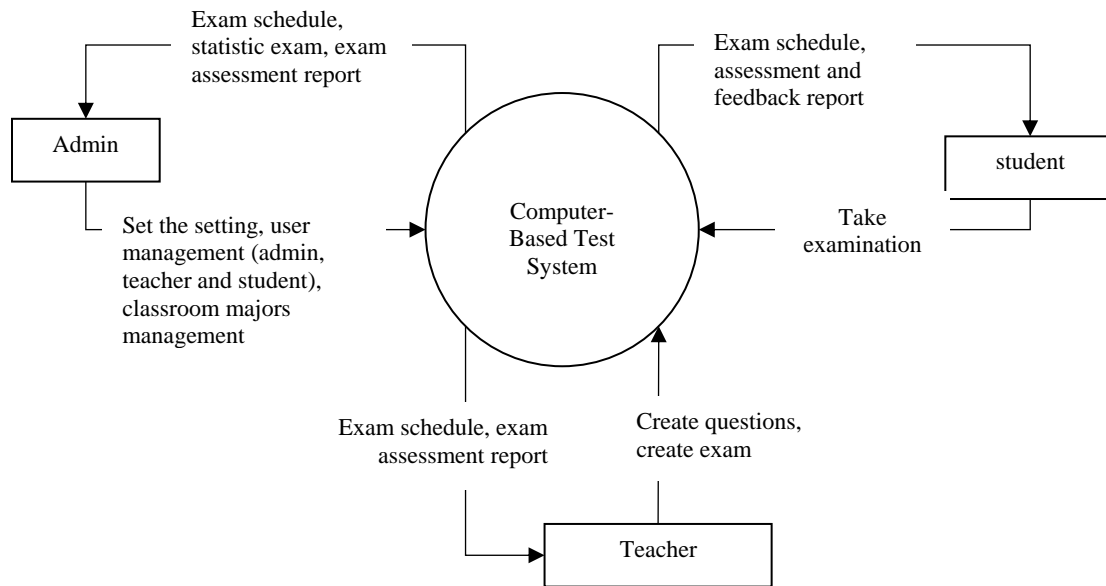 Exam schedule,
statistic exam, exam
assessment report
Exam schedule,
assessment and
feedback report
Admin
student
Computer-
Based Test
System
Set the setting, user
management (admin,
teacher and student),
classroom majors
management
Take
examination
Exam schedule, exam
assessment report
Create questions,
create exam
Teacher